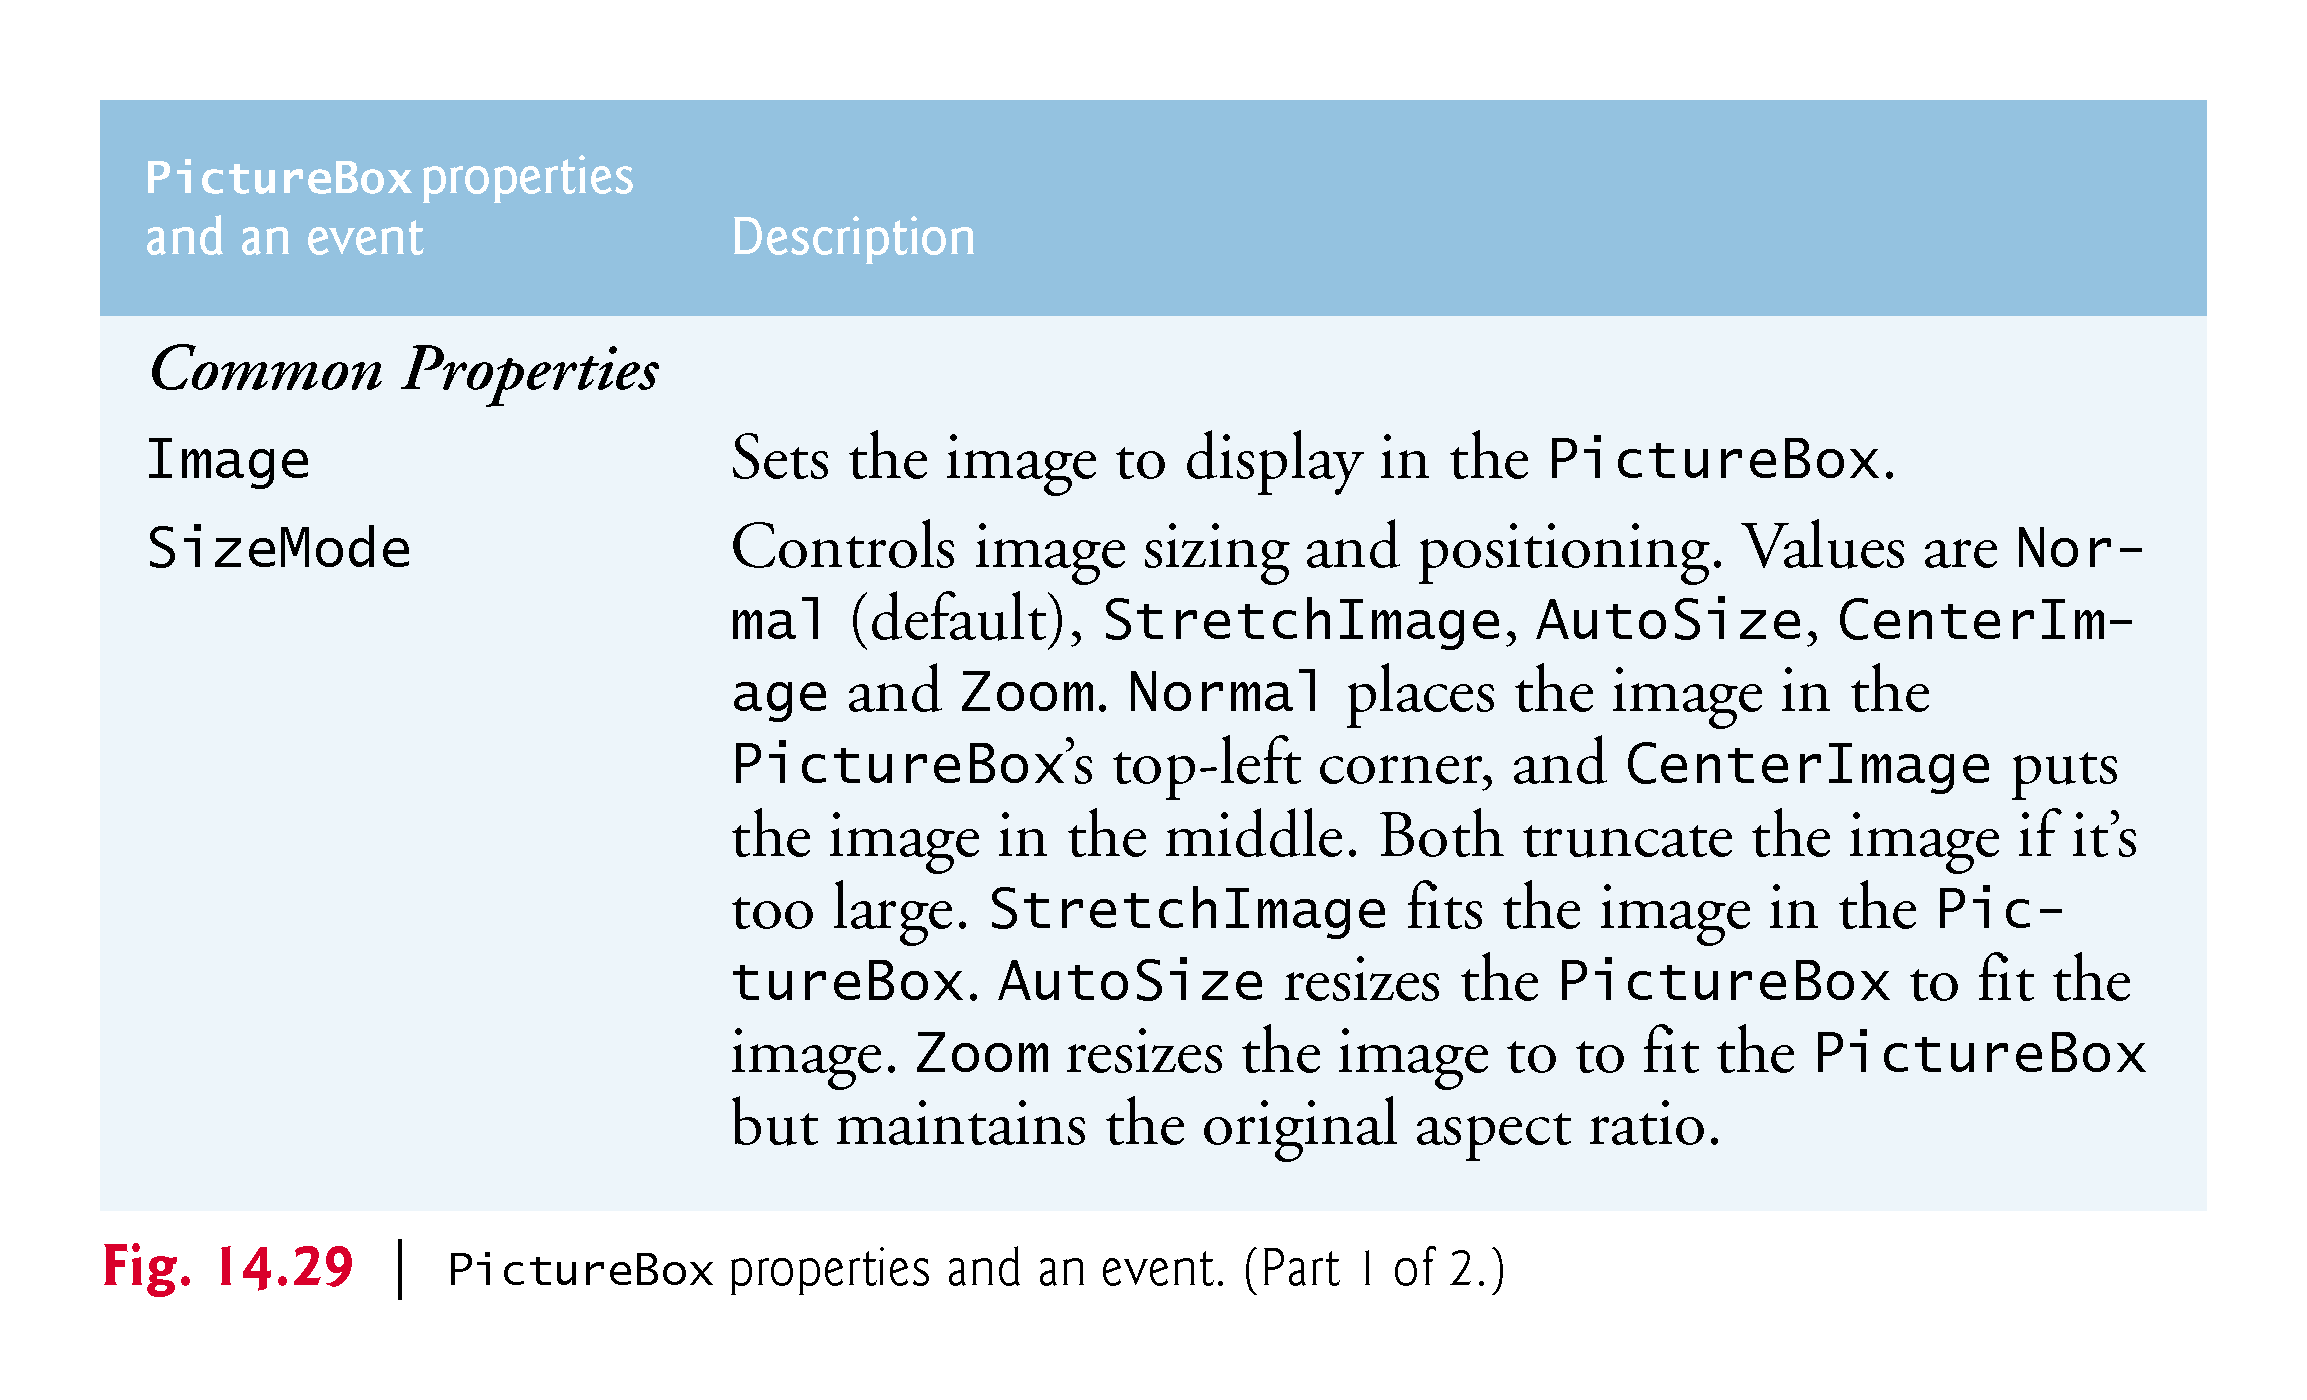 PictureBox properties
and an event Description
Common Properties
Image Sets the image to display in the PictureBox.
SizeMode Controls image sizing and positioning. Values are Nor-
mal (default), StretchImage, AutoSize, CenterIm-
age and Zoom. Normal places the image in the
PictureBox’s top-left corner, and CenterImage puts
the image in the middle. Both truncate the image if it’s
too large. StretchImage fits the image in the Pic-
tureBox. AutoSize resizes the PictureBox to fit the
image. Zoom resizes the image to to fit the PictureBox
but maintains the original aspect ratio.
Fig. 14.29 | PictureBox properties and an event. (Part 1 of 2.)